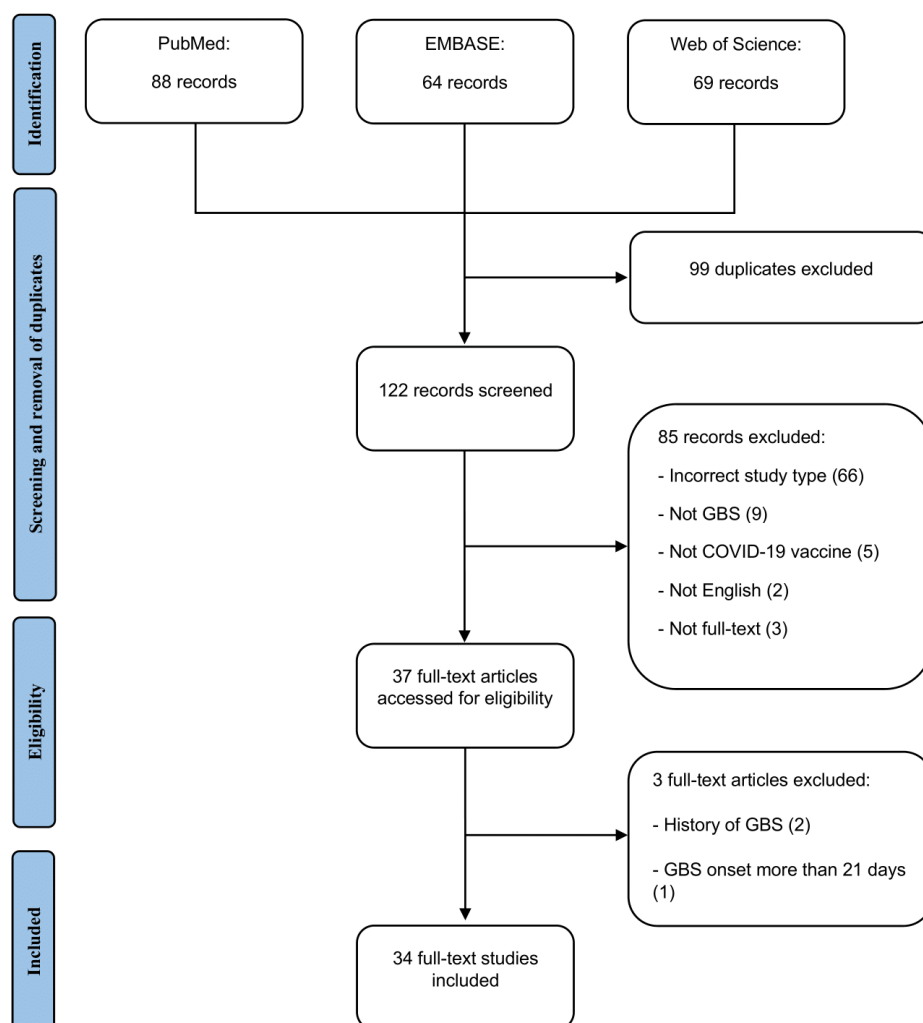 Identification
PubMed:
88 records
EMBASE:
64 records
Web of Science:
69 records
Screening and removal of duplicates
99 duplicates excluded
122 records screened
85 records excluded:
- Incorrect study type (66)
- Not GBS (9)
- Not COVID-19 vaccine (5)
- Not English (2)
- Not full-text (3)
Eligibility
37 full-text articles
accessed for eligibility
3 full-text articles excluded:
- History of GBS (2)
- GBS onset more than 21 days
(1)
Included
34 full-text studies
included